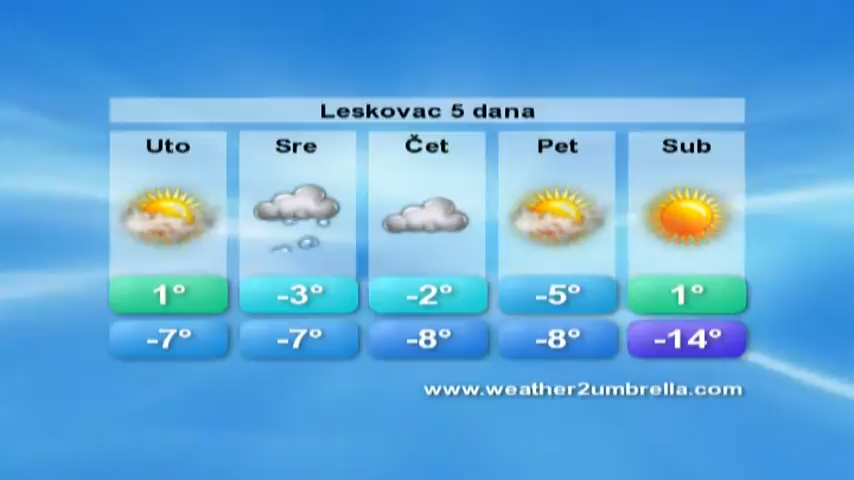 Leskovac 5 dana
Uto Sre Čet Pet Sub
1° -3° -2° -5° 1°
-7° -7° -8° -8° -14°
www.weather2umbrella.com